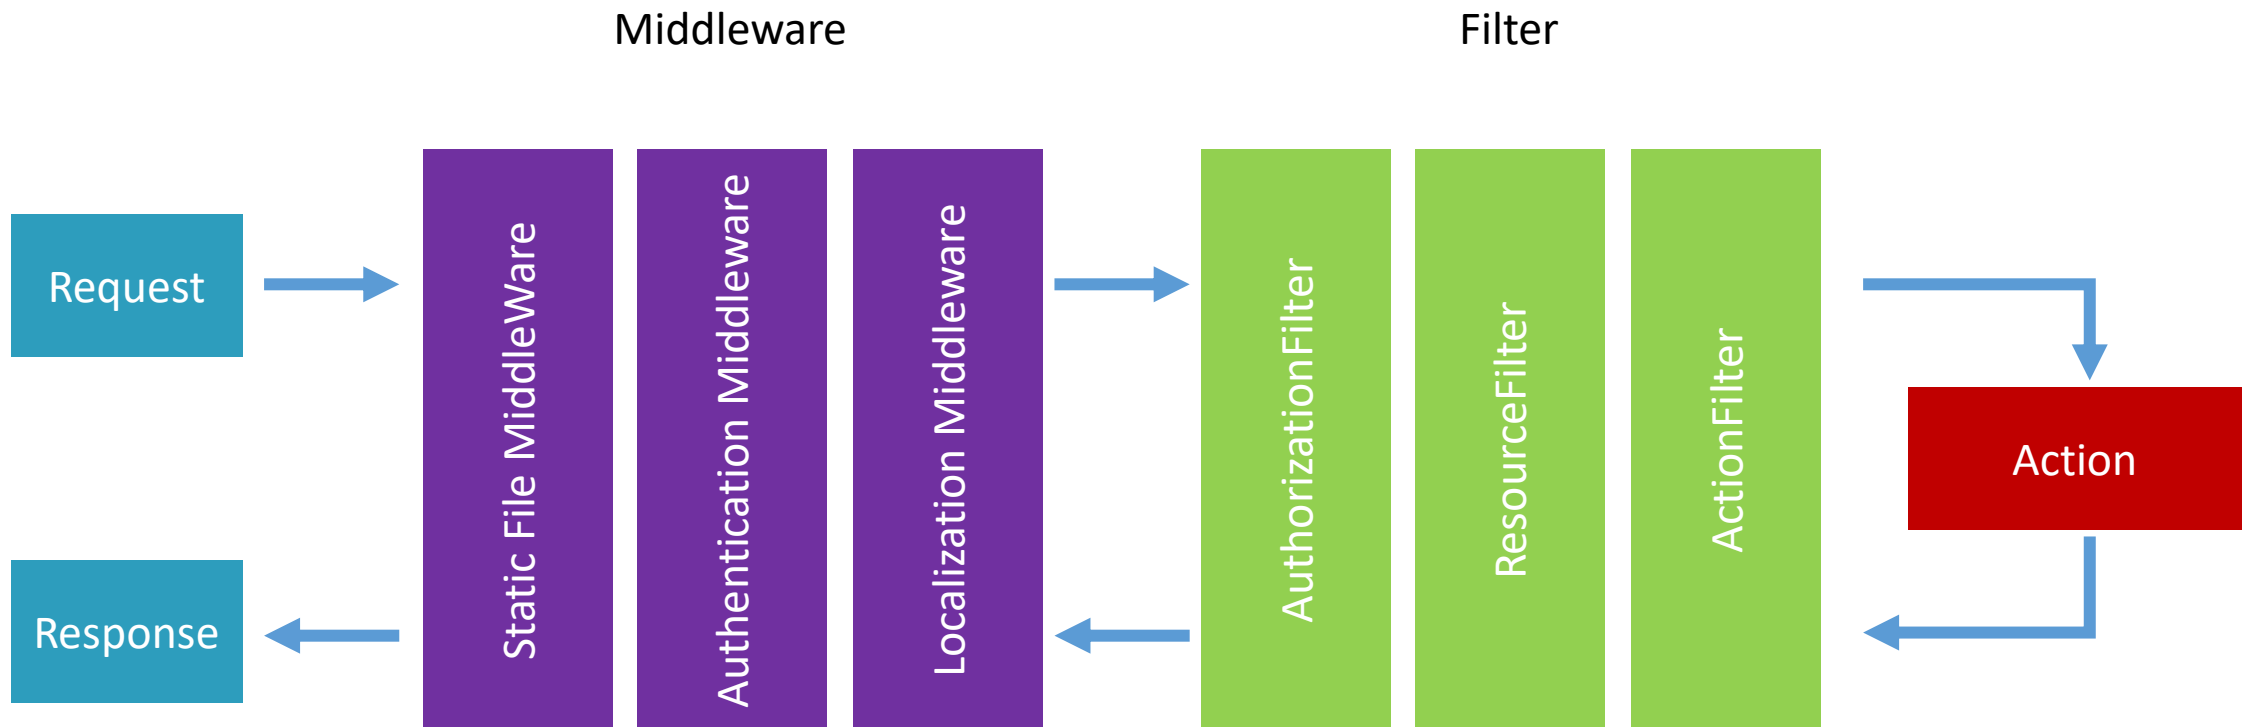 Middleware
Filter
Request
Response
Static File MiddleWare
Authentication Middleware
Localization Middleware
AuthorizationFilter
ResourceFilter
ActionFilter
Action